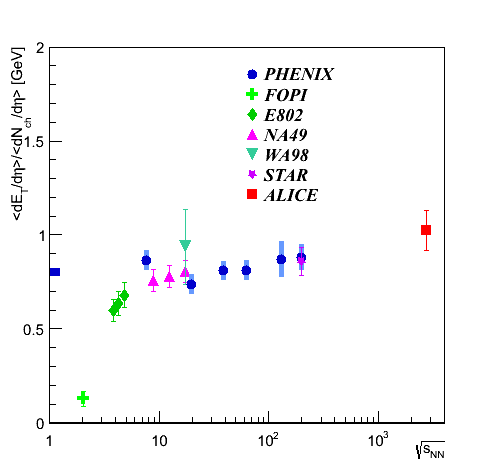 <dE_T/dη>/<dN_ch/dη> [GeV]
2
1.5
1
0.5
0
PHENIX
FOPI
E802
NA49
WA98
STAR
ALICE
1 10 10² 10³
√s_NN